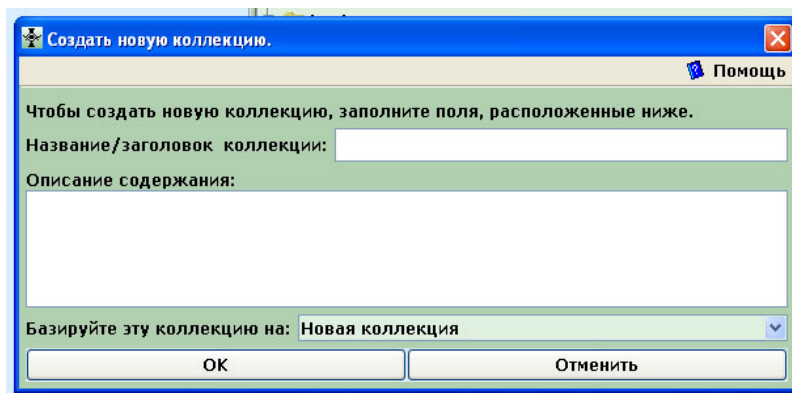 Создать новую коллекцию.
Помощь
Чтобы создать новую коллекцию, заполните поля, расположенные ниже.
Название/заголовок коллекции:
Описание содержания:
Базируйте эту коллекцию на: Новая коллекция
ОК Отменить